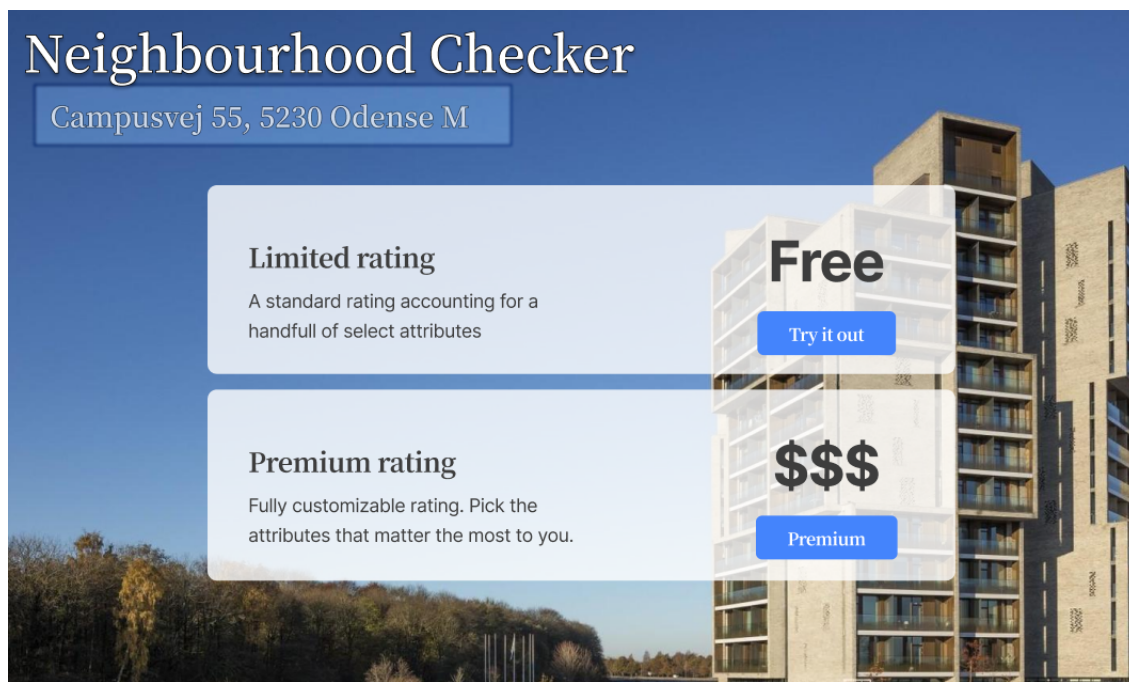 Neighbourhood Checker
Campusvej 55, 5230 Odense M
Limited rating
A standard rating accounting for a
handfull of select attributes
Free
Try it out
Premium rating
Fully customizable rating. Pick the
attributes that matter the most to you.
$$$
Premium